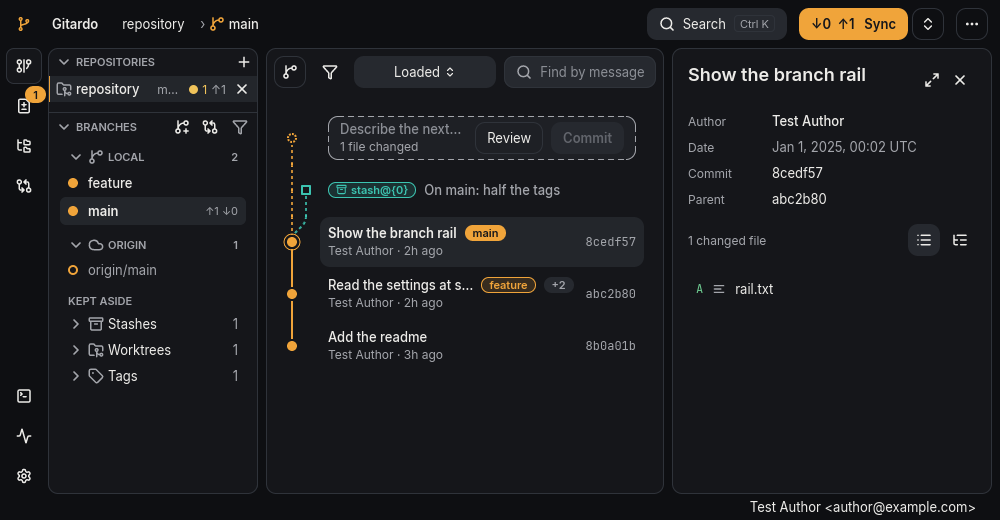 Gitardo repository › main
Search Ctrl K
↓0 ↑1 Sync
1
REPOSITORIES
repository m... 1 ↑1
BRANCHES
LOCAL 2
feature
main ↑1 ↓0
ORIGIN 1
origin/main
KEPT ASIDE
Stashes 1
Worktrees 1
Tags 1
Loaded
Find by message
Describe the next...
1 file changed
Review
Commit
stash@{0} On main: half the tags
Show the branch rail main
Test Author · 2h ago
8cedf57
Read the settings at s... feature +2
Test Author · 2h ago
abc2b80
Add the readme
Test Author · 3h ago
8b0a01b
Show the branch rail
Author Test Author
Date Jan 1, 2025, 00:02 UTC
Commit 8cedf57
Parent abc2b80
1 changed file
A rail.txt
Test Author <author@example.com>